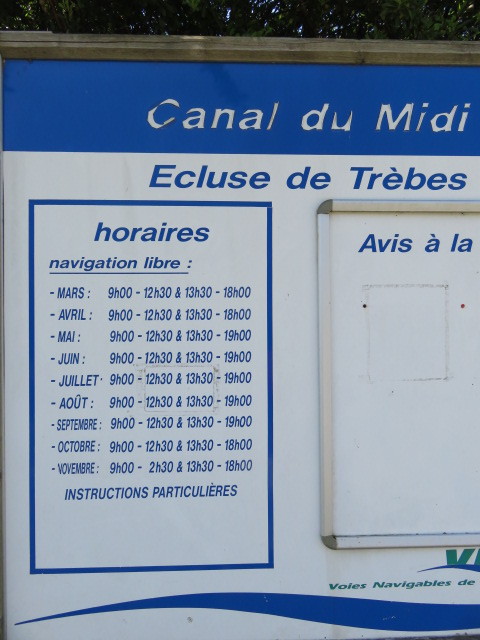 Canal du Midi
Ecluse de Trèbes
horaires
navigation libre :
- MARS : 9h00 - 12h30 & 13h30 - 18h00
- AVRIL : 9h00 - 12h30 & 13h30 - 18h00
- MAI : 9h00 - 12h30 & 13h30 - 19h00
- JUIN : 9h00 - 12h30 & 13h30 - 19h00
- JUILLET · 9h00 - 12h30 & 13h30 - 19h00
- AOÛT : 9h00 - 12h30 & 13h30 - 19h00
- SEPTEMBRE : 9h00 - 12h30 & 13h30 - 19h00
- OCTOBRE : 9h00 - 12h30 & 13h30 - 18h00
- NOVEMBRE : 9h00 - 2h30 & 13h30 - 18h00
INSTRUCTIONS PARTICULIÈRES
Avis à la
Voies Navigables de